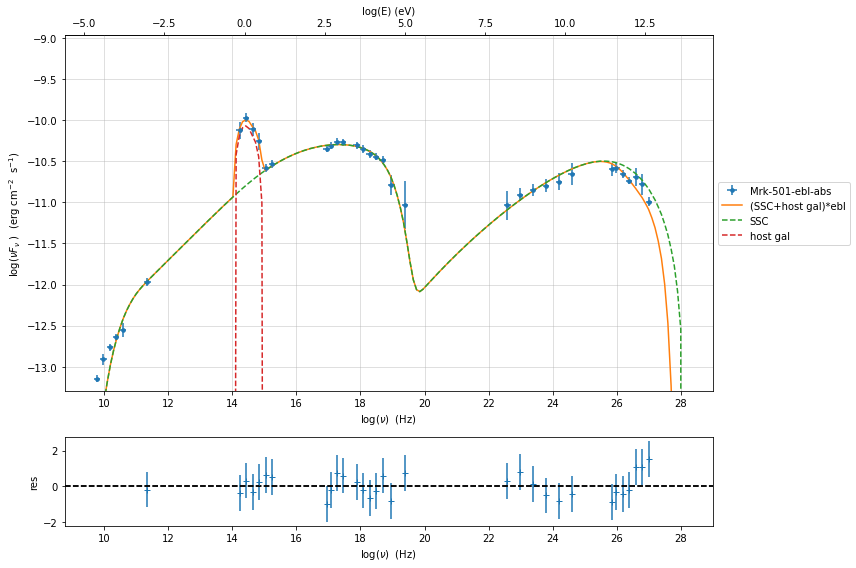 log(E) (eV)
−5.0 −2.5 0.0 2.5 5.0 7.5 10.0 12.5
−9.0
−9.5
−10.0
−10.5
−11.0
−11.5
−12.0
−12.5
−13.0
log(νFν ) (erg cm−2 s−1)
10 12 14 16 18 20 22 24 26 28
log(ν) (Hz)
Mrk-501-ebl-abs
(SSC+host gal)*ebl
SSC
host gal
2
0
−2
res
10 12 14 16 18 20 22 24 26 28
log(ν) (Hz)